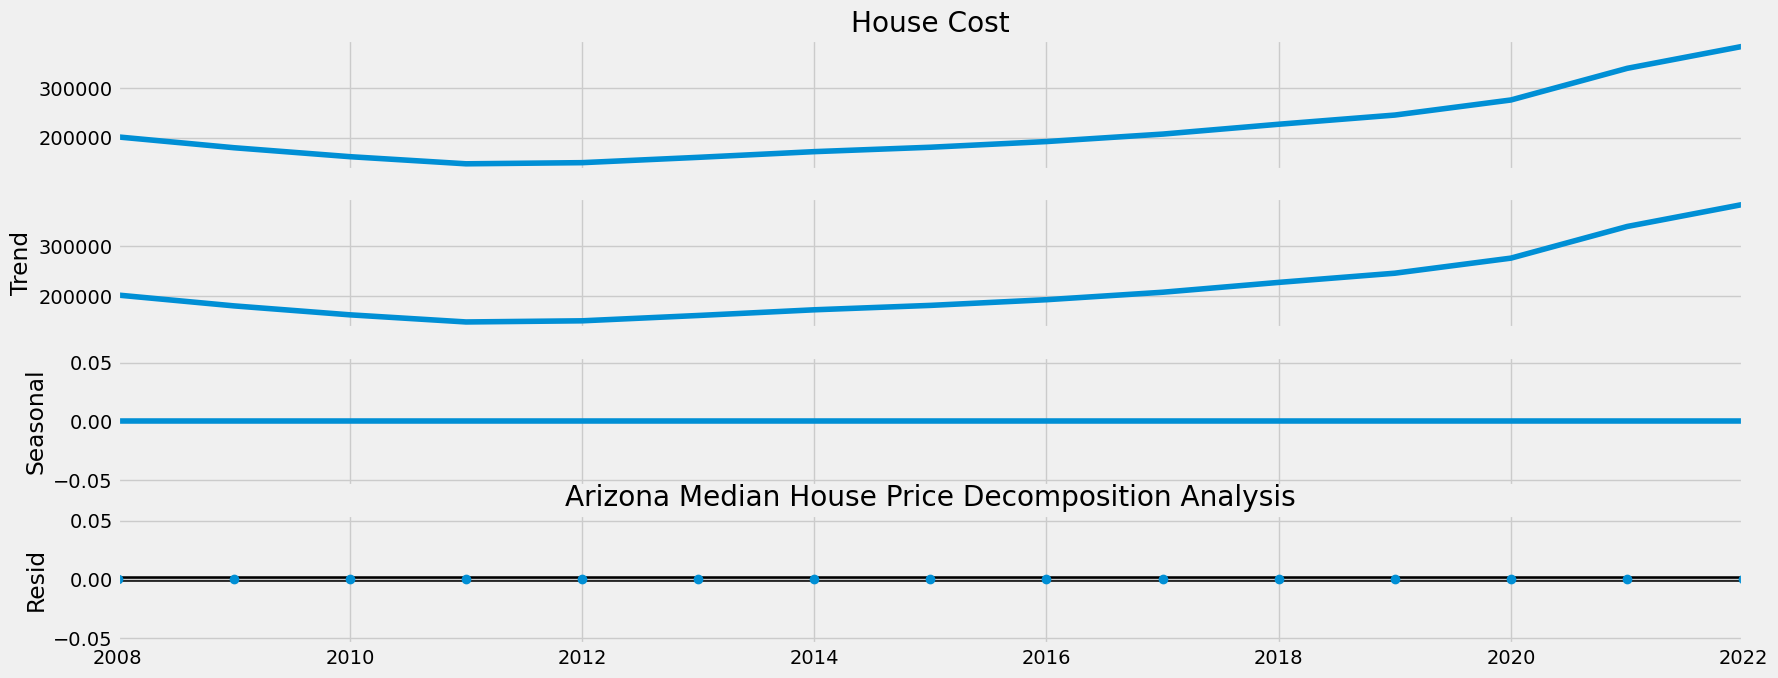 House Cost
300000
200000
Trend
300000
200000
Seasonal
0.05
0.00
−0.05
Arizona Median House Price Decomposition Analysis
Resid
0.05
0.00
−0.05
2008 2010 2012 2014 2016 2018 2020 2022